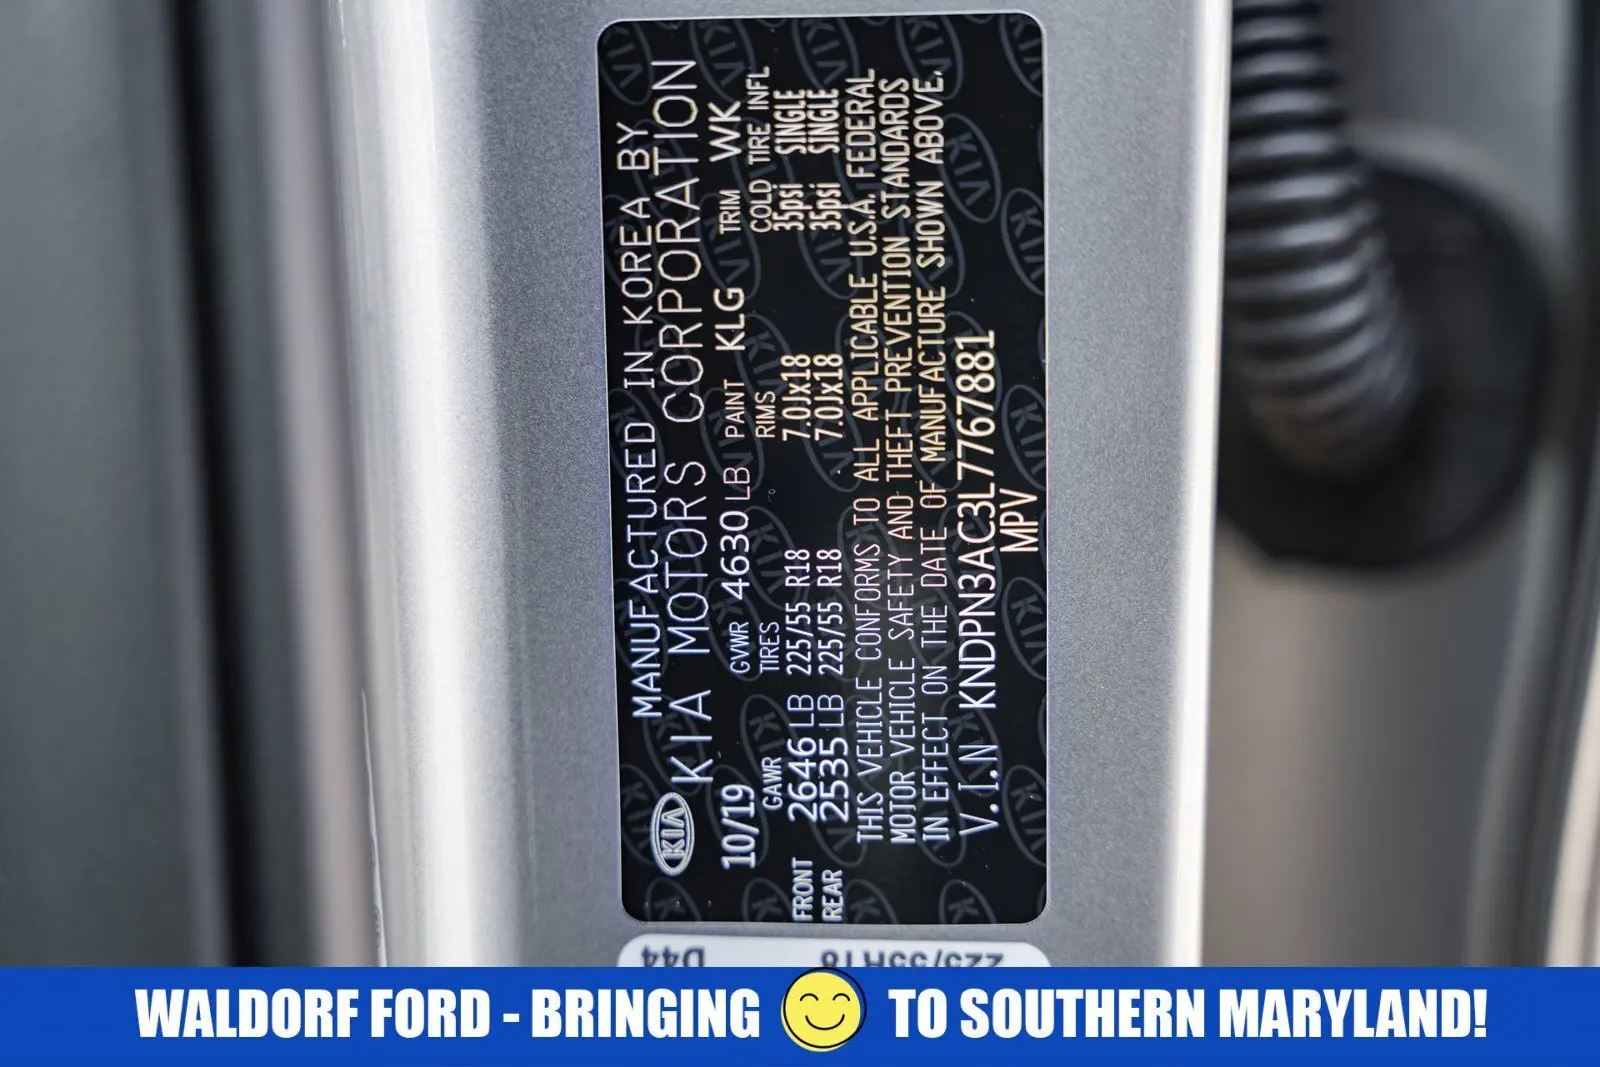 MANUFACTURED IN KOREA BY
KIA KIA MOTORS CORPORATION
10/19 GVWR 4630 LB PAINT KLG TRIM WK
GAWR TIRES RIMS COLD TIRE INFL
FRONT 2646 LB 225/55 R18 7.0Jx18 35psi SINGLE
REAR 2535 LB 225/55 R18 7.0Jx18 35psi SINGLE
THIS VEHICLE CONFORMS TO ALL APPLICABLE U.S.A. FEDERAL
MOTOR VEHICLE SAFETY AND THEFT PREVENTION STANDARDS
IN EFFECT ON THE DATE OF MANUFACTURE SHOWN ABOVE.
V.I.N KNDPN3AC3L7767881
MPV
225/55R18 D44
WALDORF FORD - BRINGING TO SOUTHERN MARYLAND!